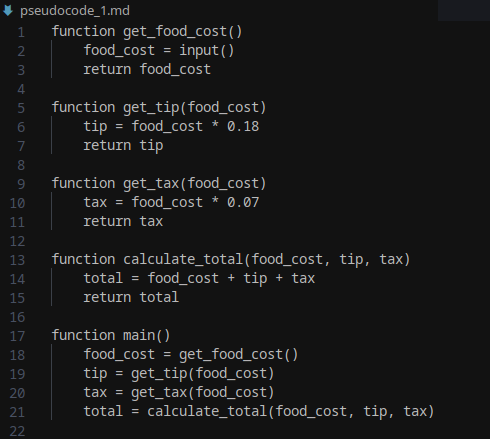 pseudocode_1.md
1 function get_food_cost()
2     food_cost = input()
3     return food_cost
4
5 function get_tip(food_cost)
6     tip = food_cost * 0.18
7     return tip
8
9 function get_tax(food_cost)
10     tax = food_cost * 0.07
11     return tax
12
13 function calculate_total(food_cost, tip, tax)
14     total = food_cost + tip + tax
15     return total
16
17 function main()
18     food_cost = get_food_cost()
19     tip = get_tip(food_cost)
20     tax = get_tax(food_cost)
21     total = calculate_total(food_cost, tip, tax)
22